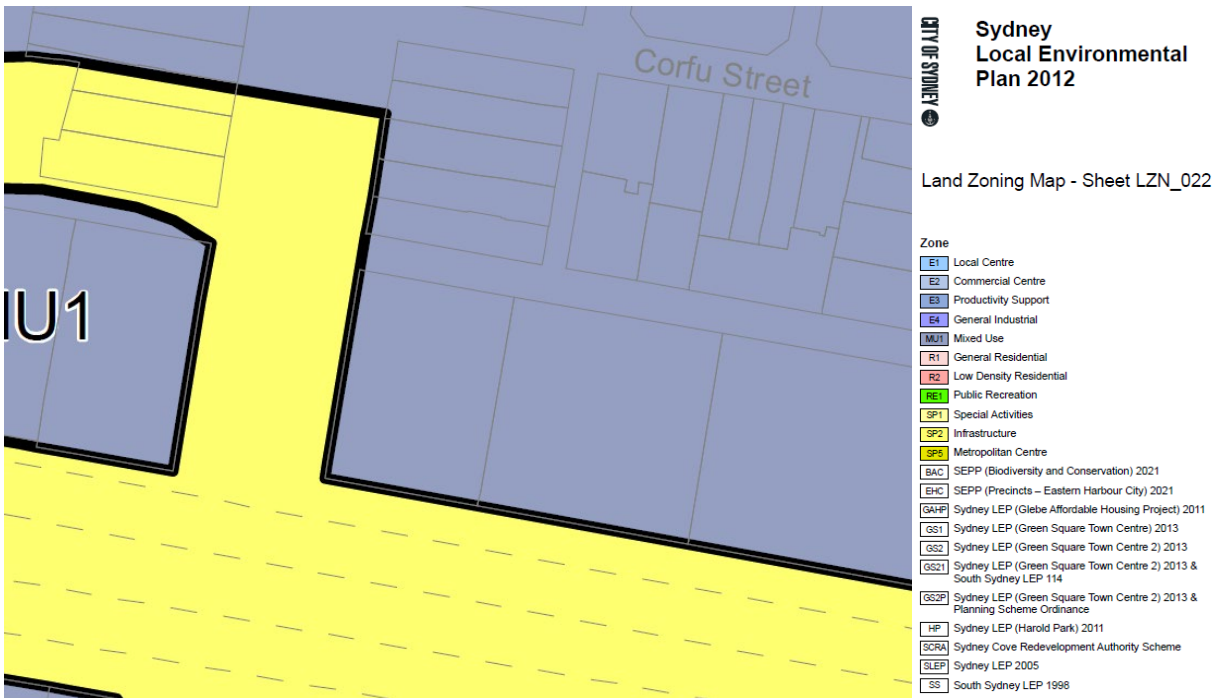 Corfu Street
MU1
CITY OF SYDNEY
Sydney
Local Environmental
Plan 2012
Land Zoning Map - Sheet LZN_022
Zone
E1 Local Centre
E2 Commercial Centre
E3 Productivity Support
E4 General Industrial
MU1 Mixed Use
R1 General Residential
R2 Low Density Residential
RE1 Public Recreation
SP1 Special Activities
SP2 Infrastructure
SP5 Metropolitan Centre
BAC SEPP (Biodiversity and Conservation) 2021
EHC SEPP (Precincts – Eastern Harbour City) 2021
GAHP Sydney LEP (Glebe Affordable Housing Project) 2011
GS1 Sydney LEP (Green Square Town Centre) 2013
GS2 Sydney LEP (Green Square Town Centre 2) 2013
GS21 Sydney LEP (Green Square Town Centre 2) 2013 &
South Sydney LEP 114
GS2P Sydney LEP (Green Square Town Centre 2) 2013 &
Planning Scheme Ordinance
HP Sydney LEP (Harold Park) 2011
SCRA Sydney Cove Redevelopment Authority Scheme
SLEP Sydney LEP 2005
SS South Sydney LEP 1998